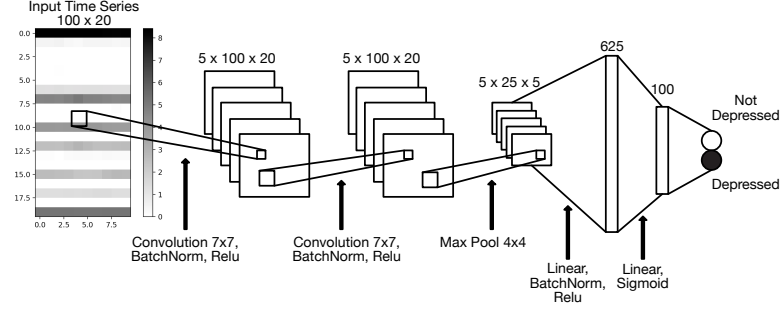 Input Time Series
100 x 20
0.0
2.5
5.0
7.5
10.0
12.5
15.0
17.5
0.0
2.5
5.0
7.5
8
7
6
5
4
3
2
1
0
5 x 100 x 20
5 x 100 x 20
5 x 25 x 5
625
100
Not
Depressed
Depressed
Convolution 7x7,
BatchNorm, Relu
Convolution 7x7,
BatchNorm, Relu
Max Pool 4x4
Linear,
BatchNorm,
Relu
Linear,
Sigmoid